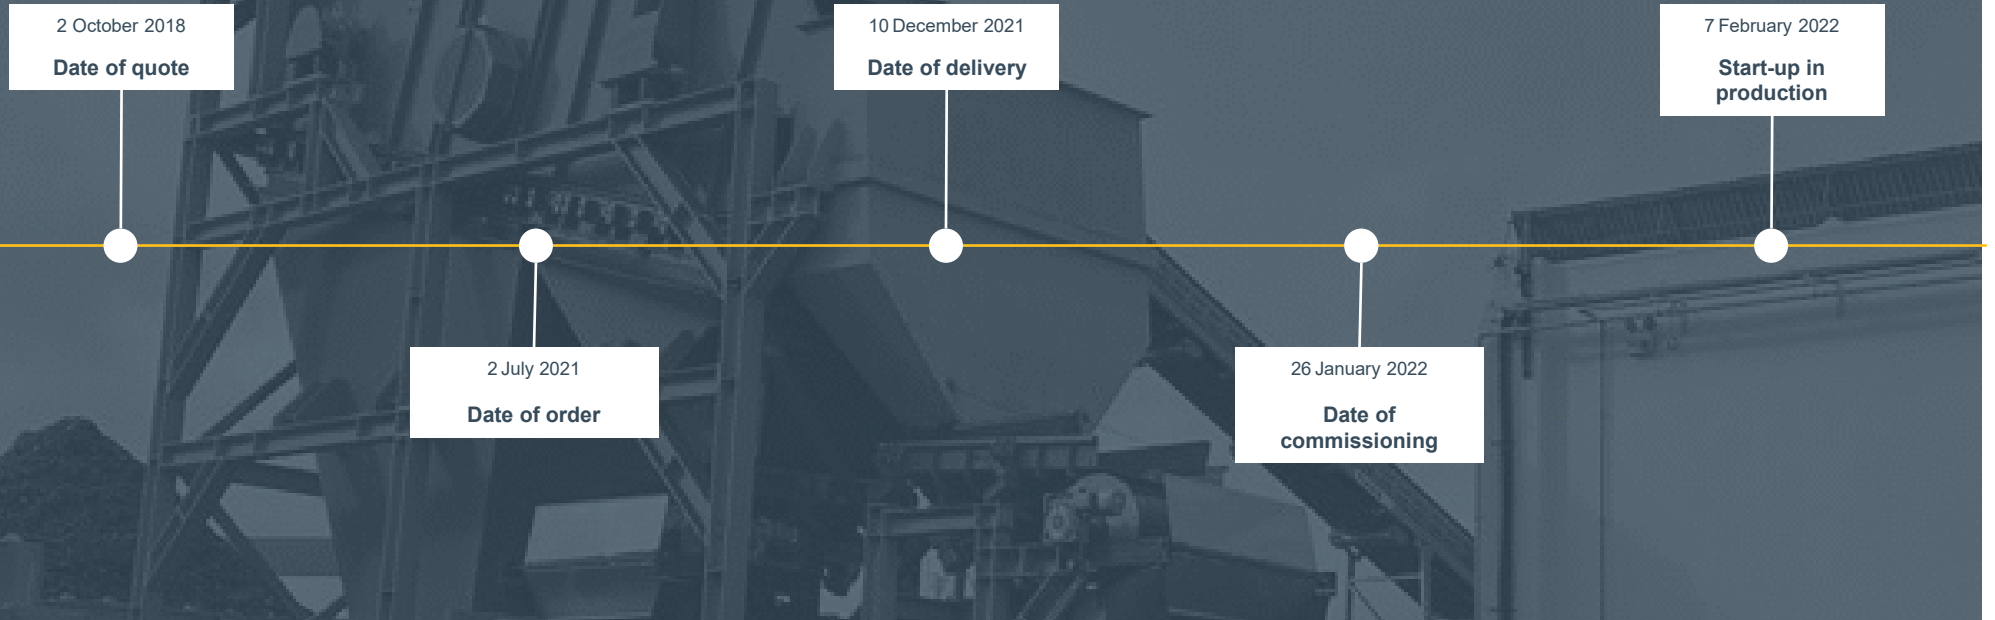 2 October 2018
Date of quote
2 July 2021
Date of order
10 December 2021
Date of delivery
26 January 2022
Date of
commissioning
7 February 2022
Start-up in
production